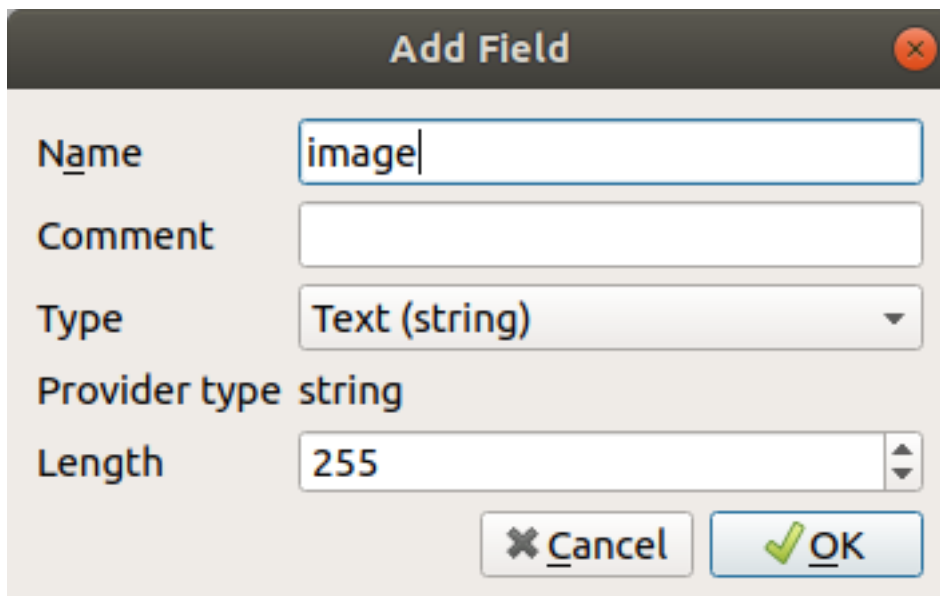 Add Field
Name image
Comment
Type Text (string)
Provider type string
Length 255
Cancel OK